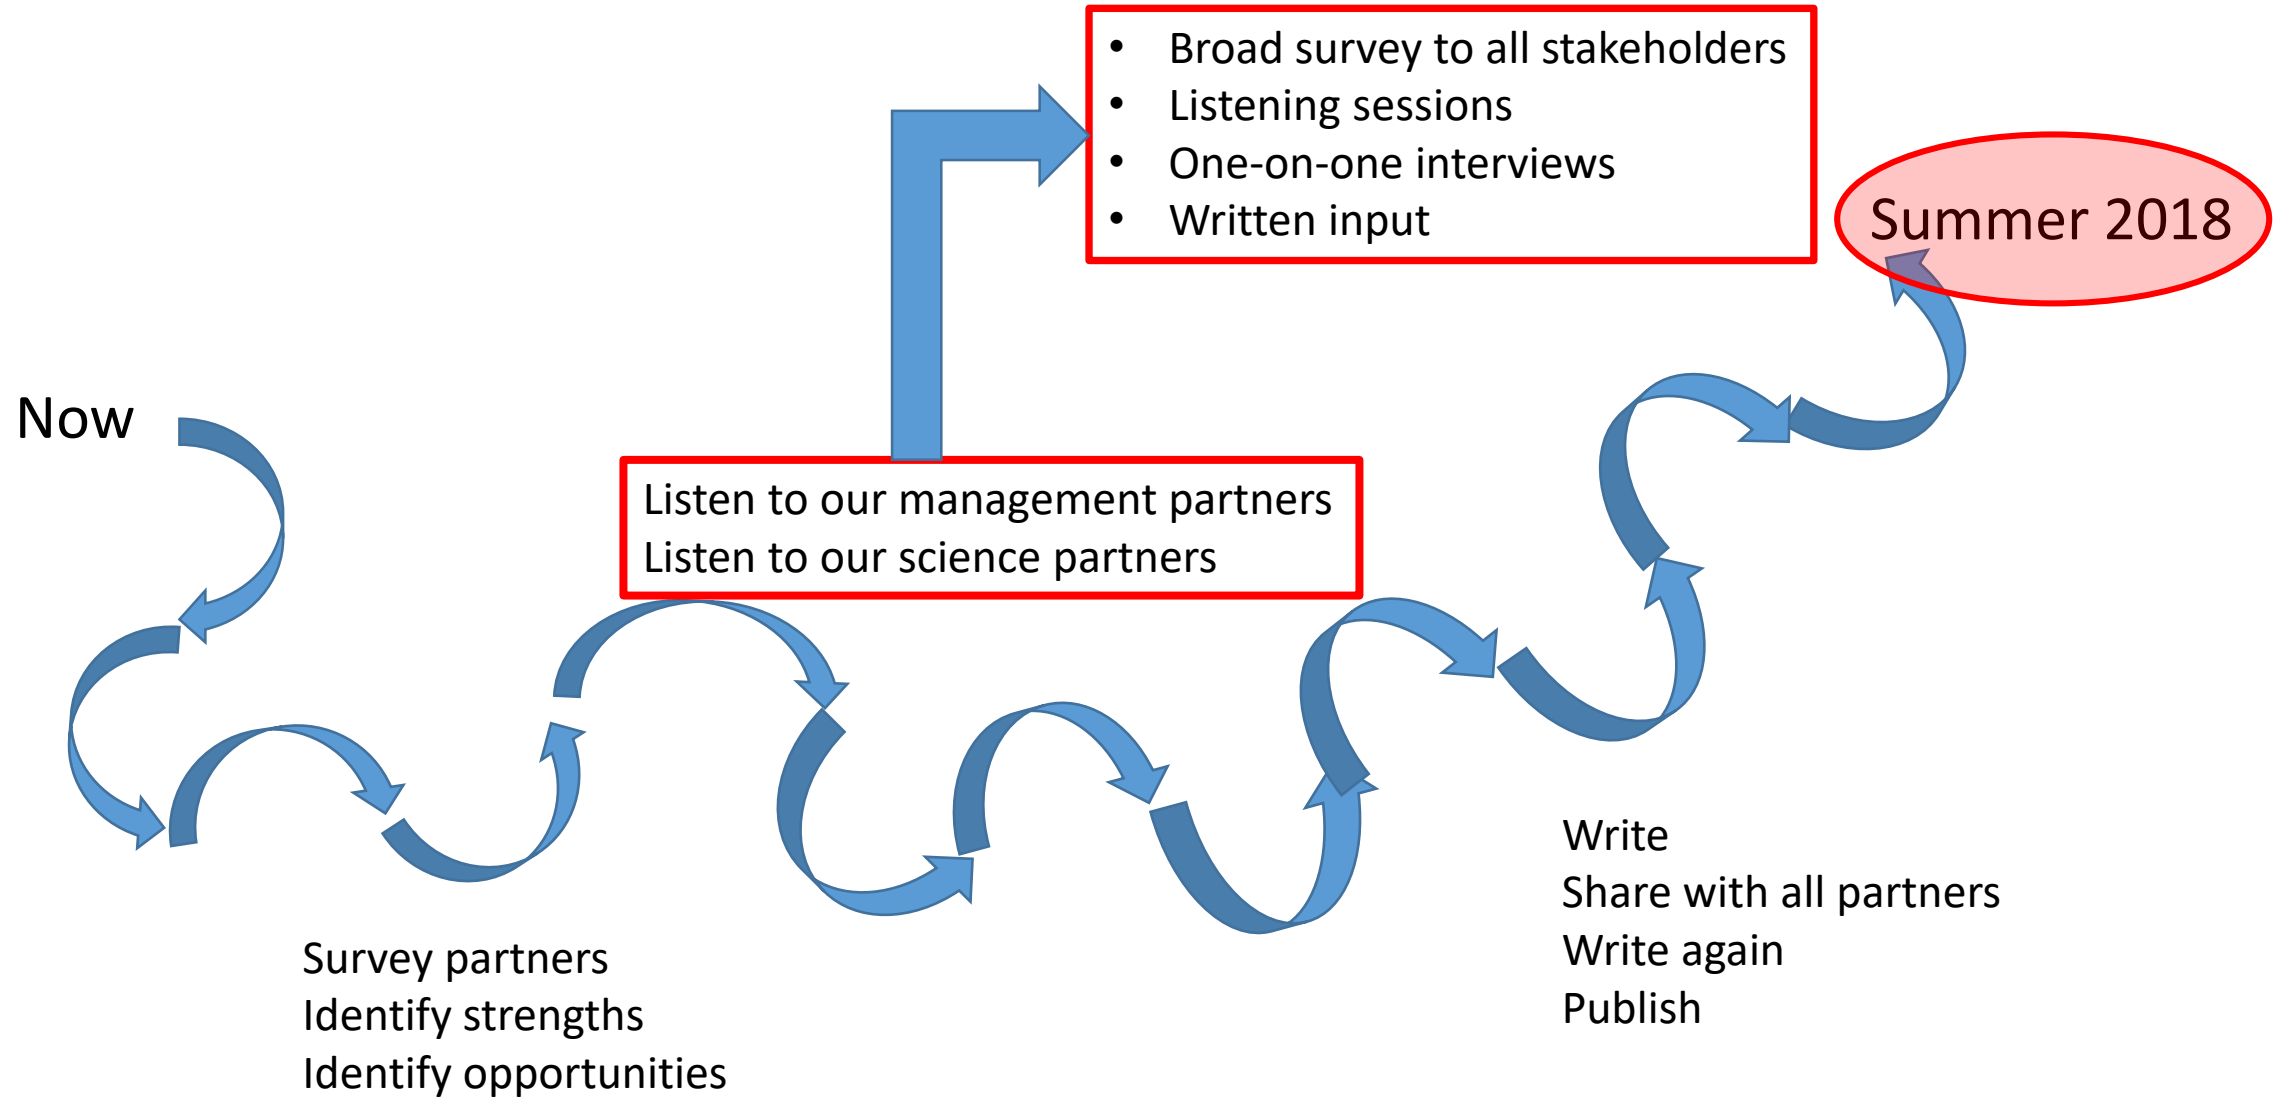 • Broad survey to all stakeholders
• Listening sessions
• One-on-one interviews
• Written input
Summer 2018
Now
Listen to our management partners
Listen to our science partners
Survey partners
Identify strengths
Identify opportunities
Write
Share with all partners
Write again
Publish